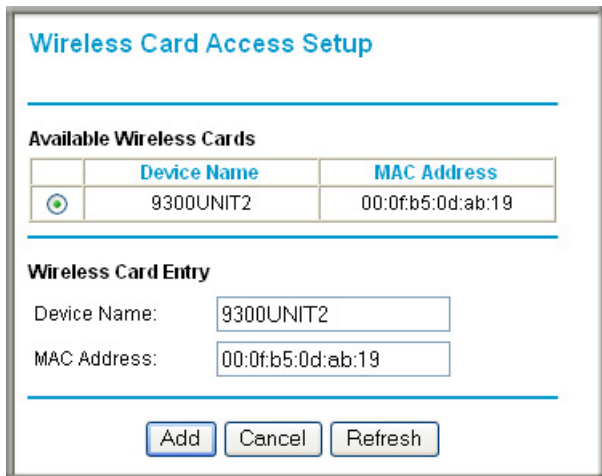 Wireless Card Access Setup
Available Wireless Cards
Device Name MAC Address
9300UNIT2 00:0f:b5:0d:ab:19
Wireless Card Entry
Device Name: 9300UNIT2
MAC Address: 00:0f:b5:0d:ab:19
Add Cancel Refresh